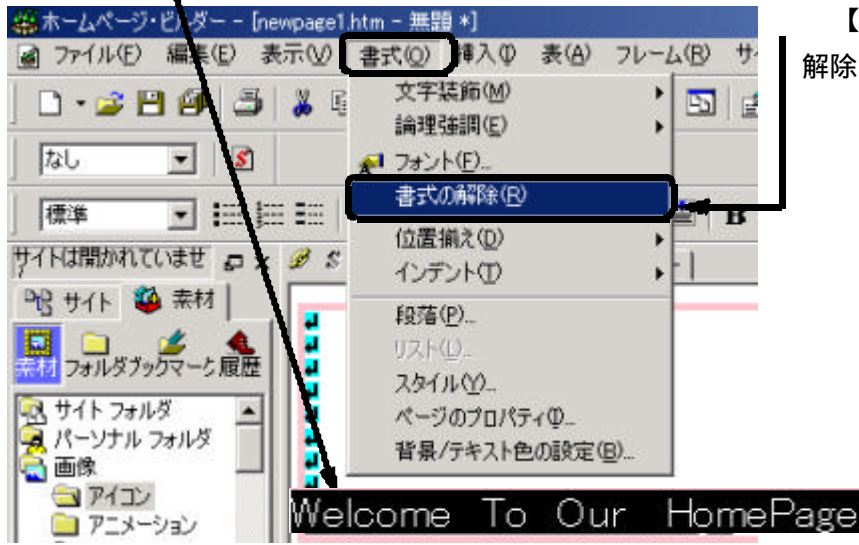 ホームページ・ビルダー - [newpage1.htm - 無題 *]
【
解除
ファイル(F) 編集(E) 表示(V) 書式(O) 挿入(I) 表(A) フレーム(R) サ
文字装飾(M)
論理強調(E)
なし
フォント(F)...
書式の解除(R)
標準
B
位置揃え(D)
サイトは開かれていませ
インデント(T)
サイト 素材
段落(P)...
リスト(L)...
素材 フォルダ ブックマーク 履歴
スタイル(Y)...
サイト フォルダ
ページのプロパティ(I)...
パーソナル フォルダ
背景/テキスト色の設定(B)...
画像
アイコン
Welcome To Our HomePage
アニメーション